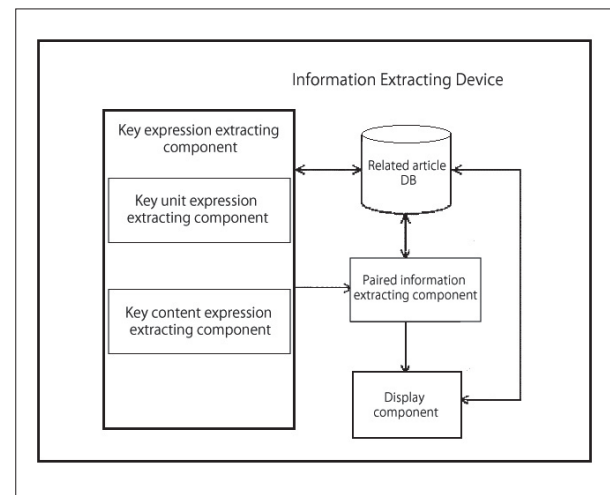 Information Extracting Device
Key expression extracting
component
Key unit expression
extracting component
Key content expression
extracting component
Related article
DB
Paired information
extracting component
Display
component